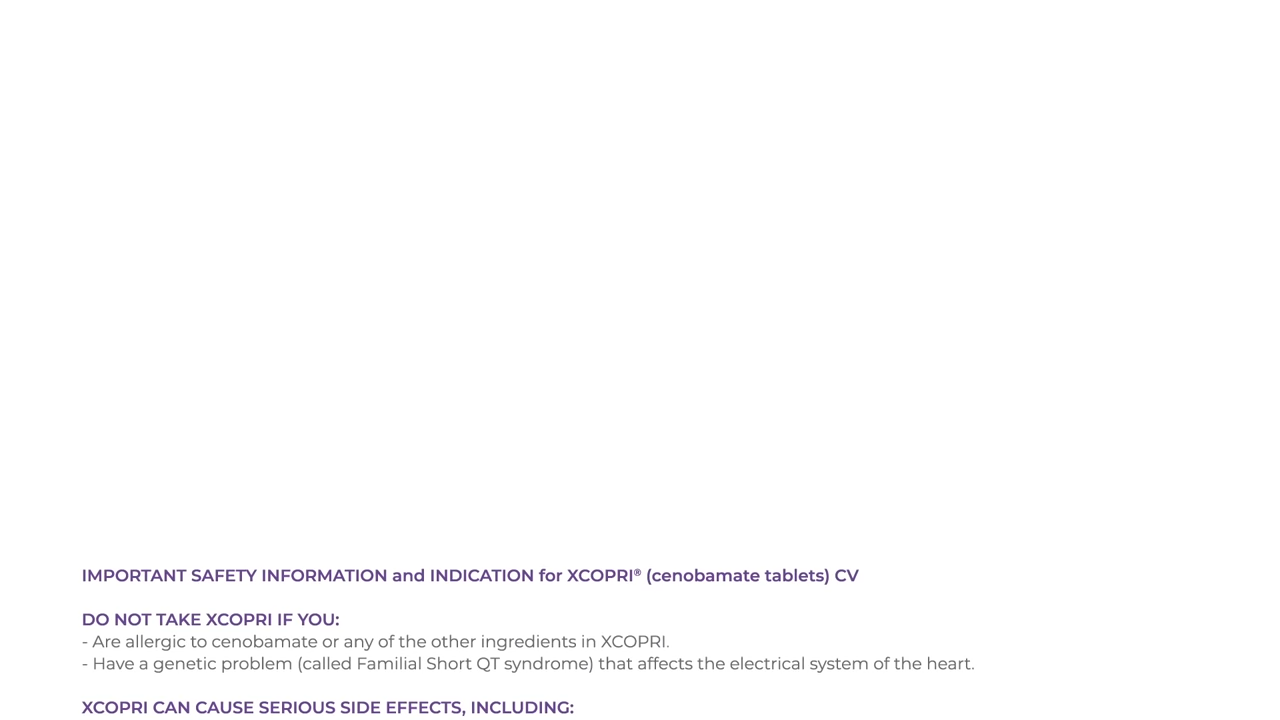 IMPORTANT SAFETY INFORMATION and INDICATION for XCOPRI® (cenobamate tablets) CV
DO NOT TAKE XCOPRI IF YOU:
- Are allergic to cenobamate or any of the other ingredients in XCOPRI.
- Have a genetic problem (called Familial Short QT syndrome) that affects the electrical system of the heart.
XCOPRI CAN CAUSE SERIOUS SIDE EFFECTS, INCLUDING: